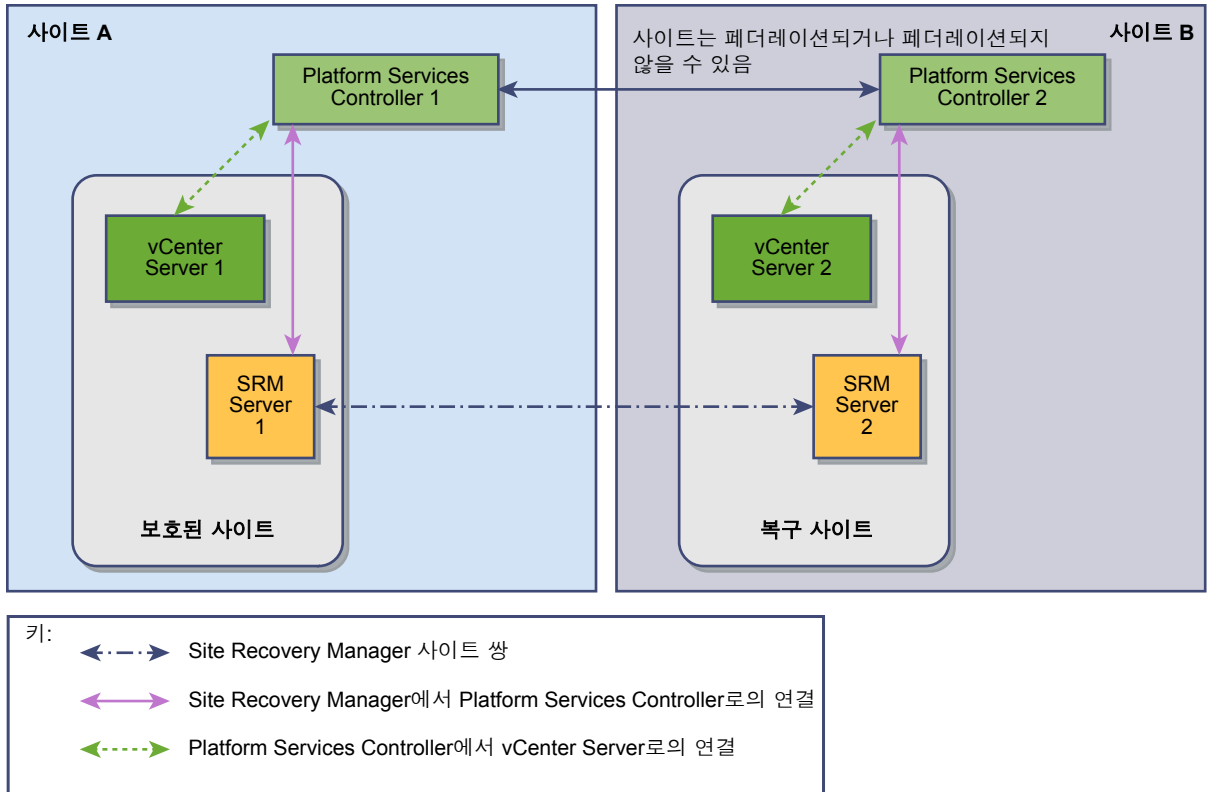 사이트 A
사이트 B
사이트는 페더레이션되거나 페더레이션되지
않을 수 있음
Platform Services
Controller 1
Platform Services
Controller 2
vCenter
Server 1
vCenter
Server 2
SRM
Server
1
SRM
Server
2
보호된 사이트
복구 사이트
키:
Site Recovery Manager 사이트 쌍
Site Recovery Manager에서 Platform Services Controller로의 연결
Platform Services Controller에서 vCenter Server로의 연결